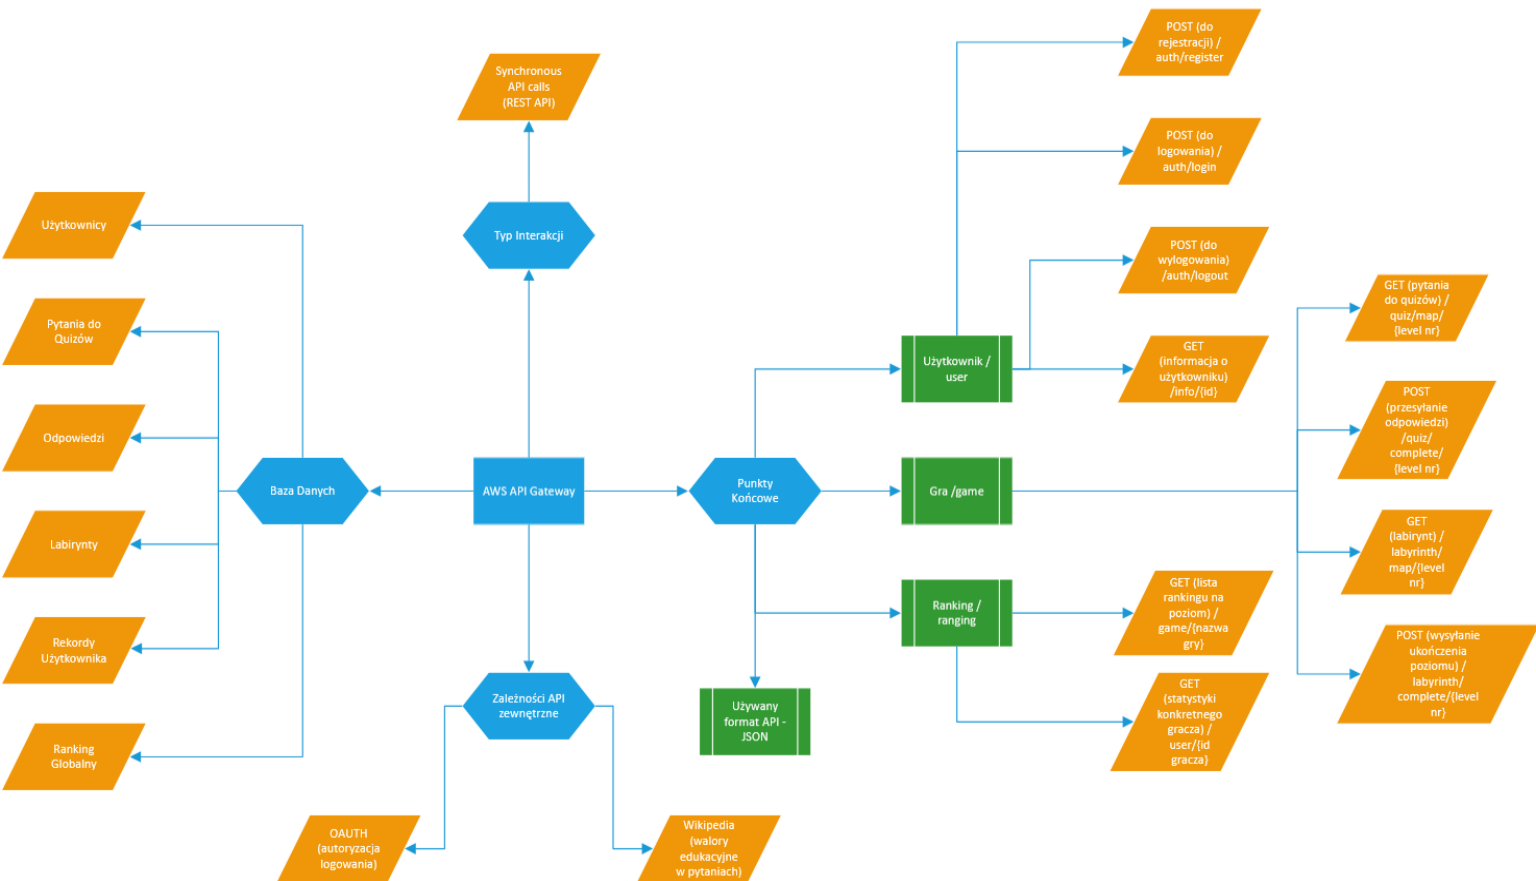 POST (do
rejestracji) /
auth/register
Synchronous
API calls
(REST API)
POST (do
logowania) /
auth/login
Użytkownicy
Typ Interakcji
POST (do
wylogowania)
/auth/logout
GET (pytania
do quizów) /
quiz/map/
{level nr}
Pytania do
Quizów
Użytkownik /
user
GET
(informacja o
użytkowniku)
/info/{id}
POST
(przesyłanie
odpowiedzi)
/quiz/
complete/
{level nr}
Odpowiedzi
Baza Danych
AWS API Gateway
Punkty
Końcowe
Gra /game
Labirynty
GET
(labirynt) /
labyrinth/
map/{level
nr}
Rekordy
Użytkownika
Ranking /
ranging
GET (lista
rankingu na
poziom) /
game/{nazwa
gry}
POST (wysyłanie
ukończenia
poziomu) /
labyrinth/
complete/{level
nr}
Zależności API
zewnętrzne
Używany
format API -
JSON
GET
(statystyki
konkretnego
gracza) /
user/{id
gracza}
Ranking
Globalny
OAUTH
(autoryzacja
logowania)
Wikipedia
(walory
edukacyjne
w pytaniach)